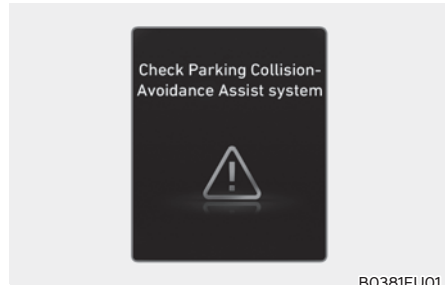 Check Parking Collision-
Avoidance Assist system
B0381EU01